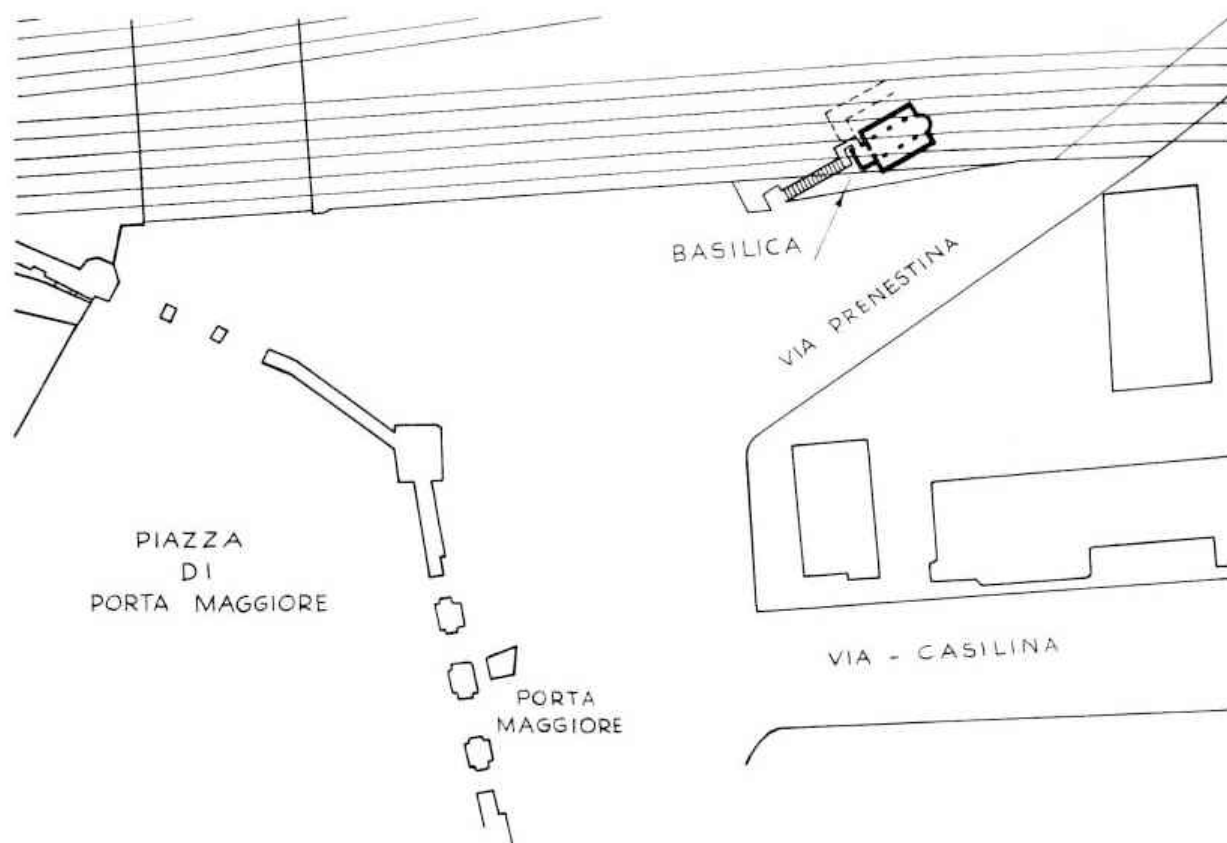 BASILICA
VIA PRENESTINA
PIAZZA
DI
PORTA MAGGIORE
VIA - CASILINA
PORTA
MAGGIORE